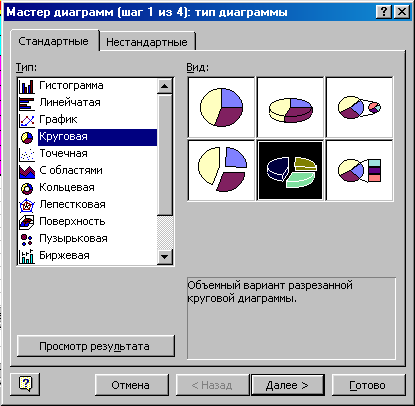 Мастер диаграмм (шаг 1 из 4): тип диаграммы
Стандартные
Нестандартные
Тип:
Вид:
Гистограмма
Линейчатая
График
Круговая
Точечная
С областями
Кольцевая
Лепестковая
Поверхность
Пузырьковая
Биржевая
Объемный вариант разрезанной
круговой диаграммы.
Просмотр результата
?
Отмена
< Назад
Далее >
Готово